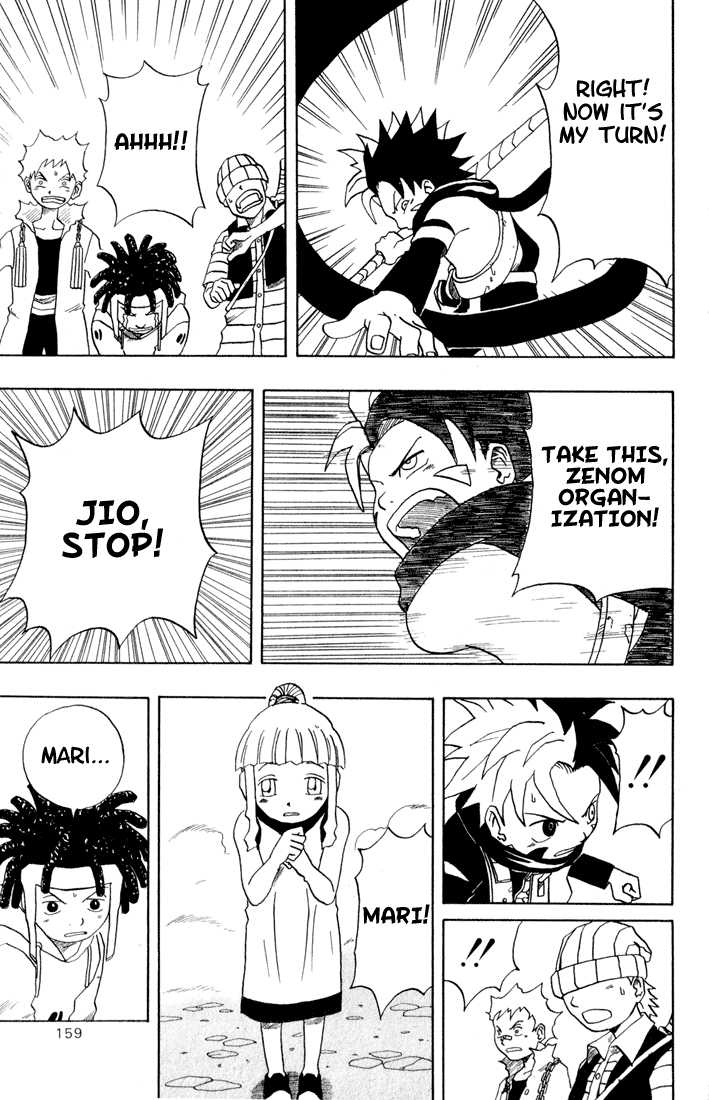 RIGHT!
NOW IT'S
MY TURN!
AHHH!!
TAKE THIS,
ZENOM
ORGAN-
IZATION!
JIO,
STOP!
!!
!!
MARI!
MARI...
159